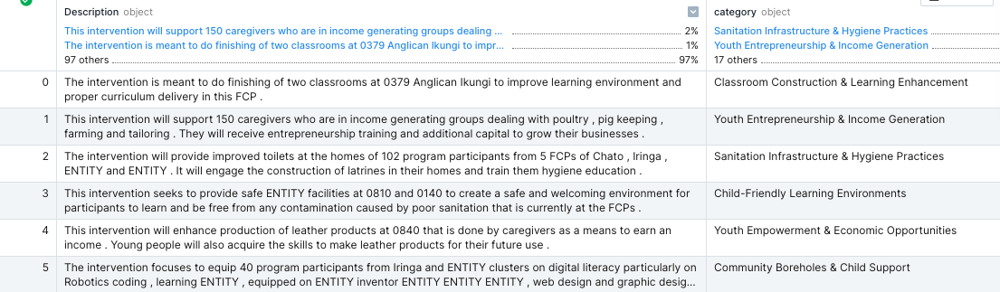 Description object
category object
This intervention will support 150 caregivers who are in income generating groups dealing ... 2%
Sanitation Infrastructure & Hygiene Practices
The intervention is meant to do finishing of two classrooms at 0379 Anglican Ikungi to impr... 1%
Youth Entrepreneurship & Income Generation
97 others 97%
17 others
0 The intervention is meant to do finishing of two classrooms at 0379 Anglican Ikungi to improve learning environment and Classroom Construction & Learning Enhancement
proper curriculum delivery in this FCP .
1 This intervention will support 150 caregivers who are in income generating groups dealing with poultry , pig keeping , Youth Entrepreneurship & Income Generation
farming and tailoring . They will receive entrepreneurship training and additional capital to grow their businesses .
2 The intervention will provide improved toilets at the homes of 102 program participants from 5 FCPs of Chato , Iringa , Sanitation Infrastructure & Hygiene Practices
ENTITY and ENTITY . It will engage the construction of latrines in their homes and train them hygiene education .
3 This intervention seeks to provide safe ENTITY facilities at 0810 and 0140 to create a safe and welcoming environment for Child-Friendly Learning Environments
participants to learn and be free from any contamination caused by poor sanitation that is currently at the FCPs .
4 This intervention will enhance production of leather products at 0840 that is done by caregivers as a means to earn an Youth Empowerment & Economic Opportunities
income . Young people will also acquire the skills to make leather products for their future use .
5 The intervention focuses to equip 40 program participants from Iringa and ENTITY clusters on digital literacy particularly on Community Boreholes & Child Support
Robotics coding , learning ENTITY , equipped on ENTITY inventor ENTITY ENTITY ENTITY , web design and graphic desig...